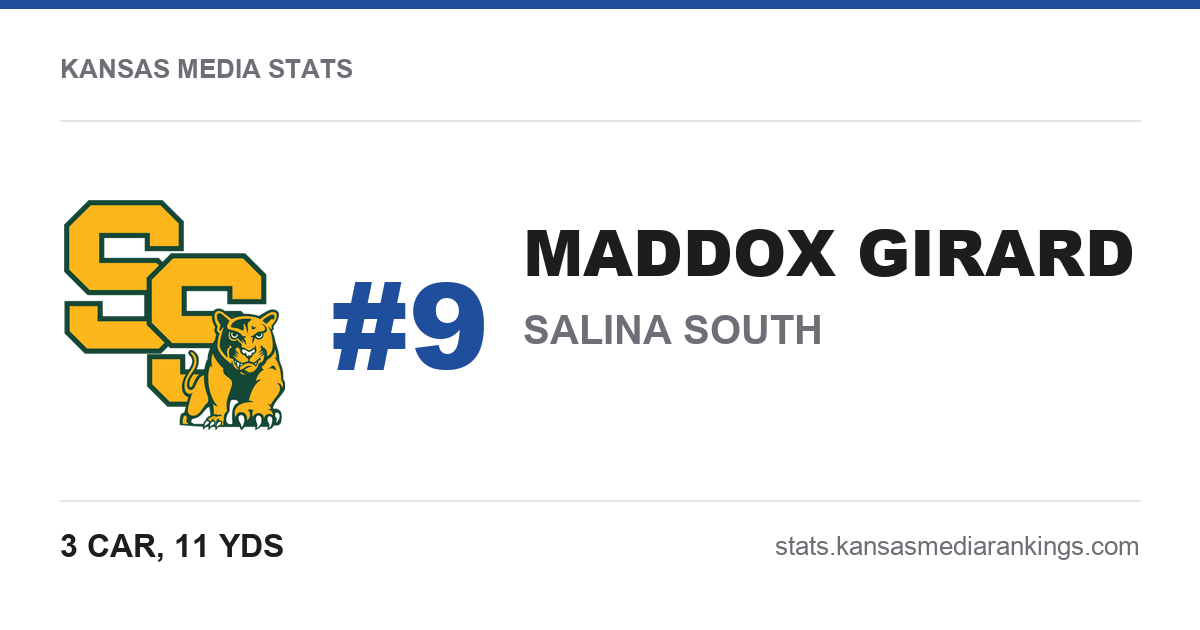 KANSAS MEDIA STATS
SS
#9
MADDOX GIRARD
SALINA SOUTH
3 CAR, 11 YDS
stats.kansasmediarankings.com